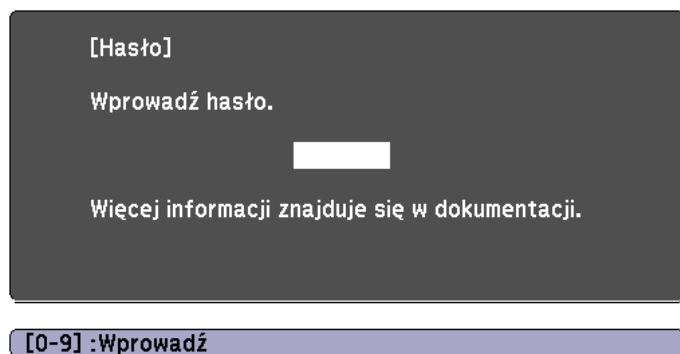 [Hasło]
Wprowadź hasło.
Więcej informacji znajduje się w dokumentacji.
[0-9] :Wprowadź